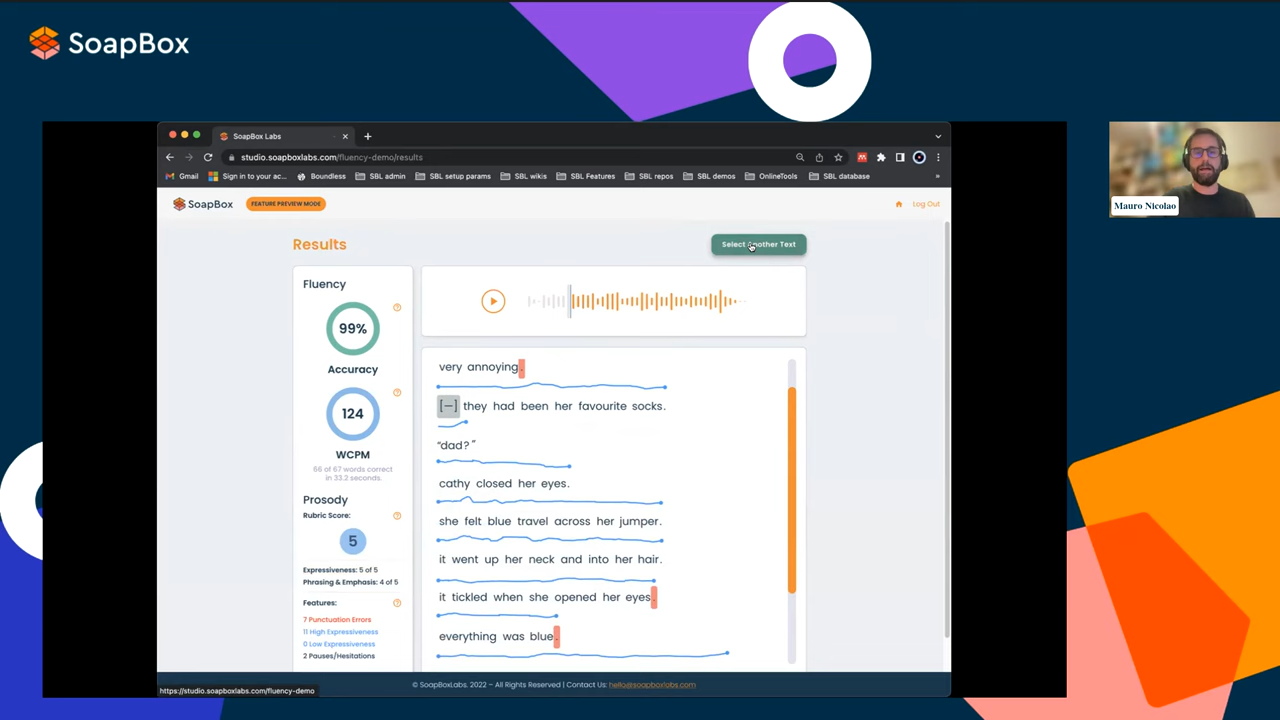 SoapBox
SoapBox Labs
studio.soapboxlabs.com/fluency-demo/results
Gmail
Sign in to your ac...
Boundless
SBL admin
SBL setup params
SBL wikis
SBL Features
SBL repos
SBL demos
OnlineTools
SBL database
SoapBox
FEATURE PREVIEW MODE
Log Out
Results
Select Another Text
Fluency
99%
Accuracy
124
WCPM
66 of 67 words correct
in 33.2 seconds.
Prosody
Rubric Score:
5
Expressiveness: 5 of 5
Phrasing & Emphasis: 4 of 5
Features:
7 Punctuation Errors
11 High Expressiveness
0 Low Expressiveness
2 Pauses/Hesitations
very annoying.
[—] they had been her favourite socks.
“dad?”
cathy closed her eyes.
she felt blue travel across her jumper.
it went up her neck and into her hair.
it tickled when she opened her eyes.
everything was blue.
© SoapBoxLabs. 2022 – All Rights Reserved | Contact Us: hello@soapboxlabs.com
https://studio.soapboxlabs.com/fluency-demo
Mauro Nicolao